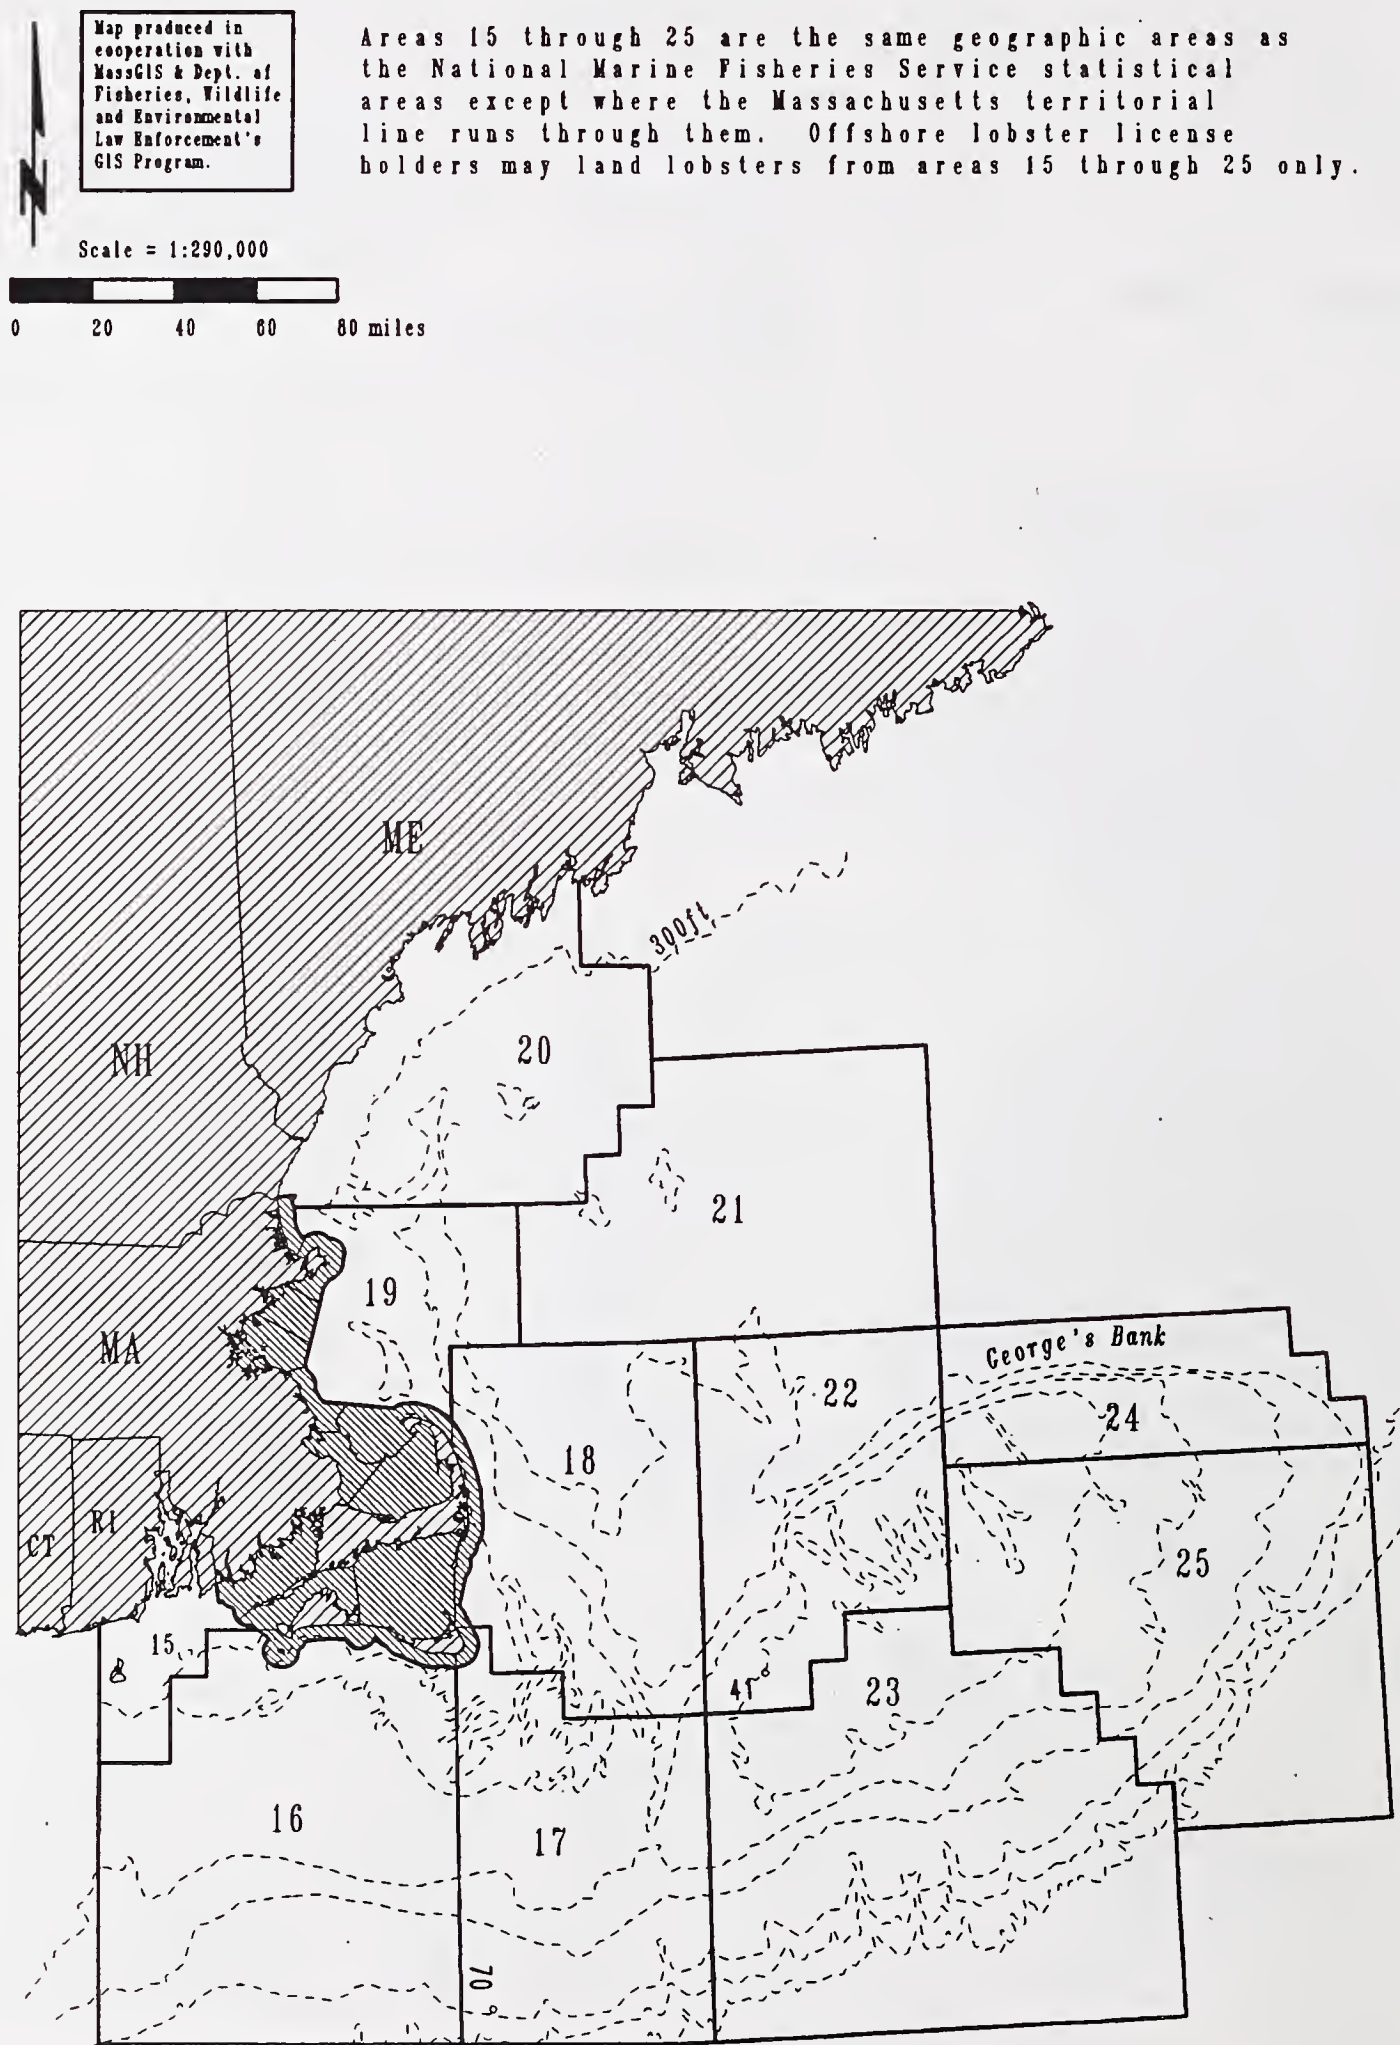 Map produced in
cooperation with
MassGIS & Dept. of
Fisheries, Wildlife
and Environmental
Law Enforcement's
GIS Program.
Areas 15 through 25 are the same geographic areas as
the National Marine Fisheries Service statistical
areas except where the Massachusetts territorial
line runs through them. Offshore lobster license
holders may land lobsters from areas 15 through 25 only.
N
Scale = 1:290,000
0 20 40 60 80 miles
ME
300ft
20
NH
21
19
MA
George's Bank
22
24
18
RI
CT
25
15
41°
23
16
17
70°